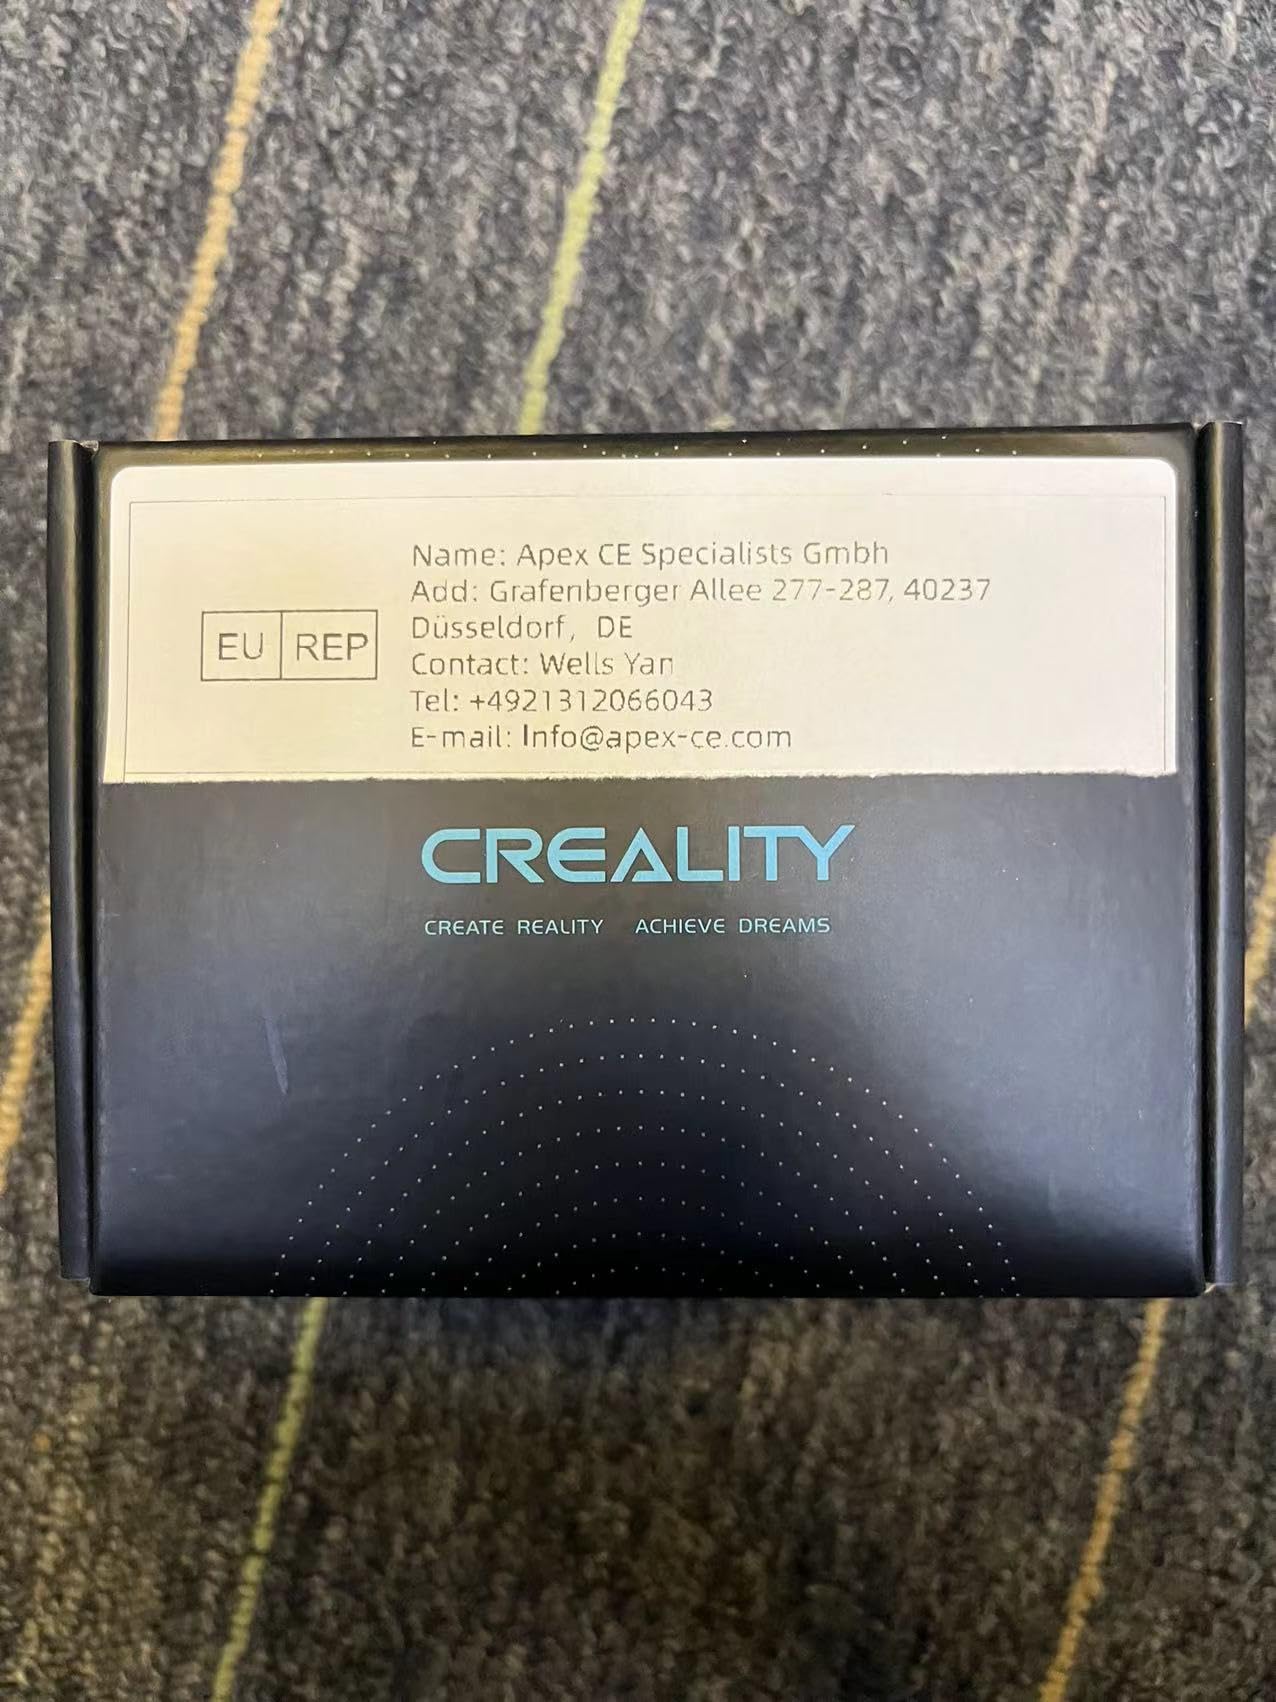 EU REP
Name: Apex CE Specialists Gmbh
Add: Grafenberger Allee 277-287, 40237
Düsseldorf, DE
Contact: Wells Yan
Tel: +4921312066043
E-mail: Info@apex-ce.com
CREALITY
CREATE REALITY ACHIEVE DREAMS